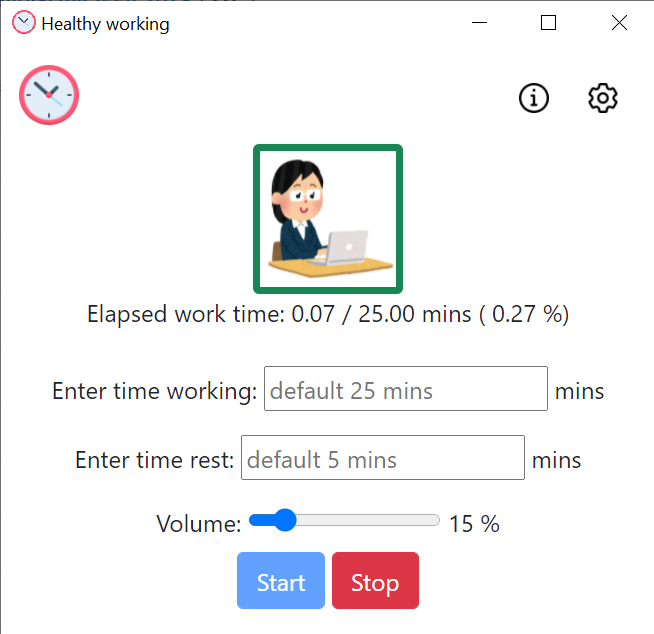 Healthy working
Elapsed work time: 0.07 / 25.00 mins ( 0.27 %)
Enter time working: default 25 mins mins
Enter time rest: default 5 mins mins
Volume: 15 %
Start Stop